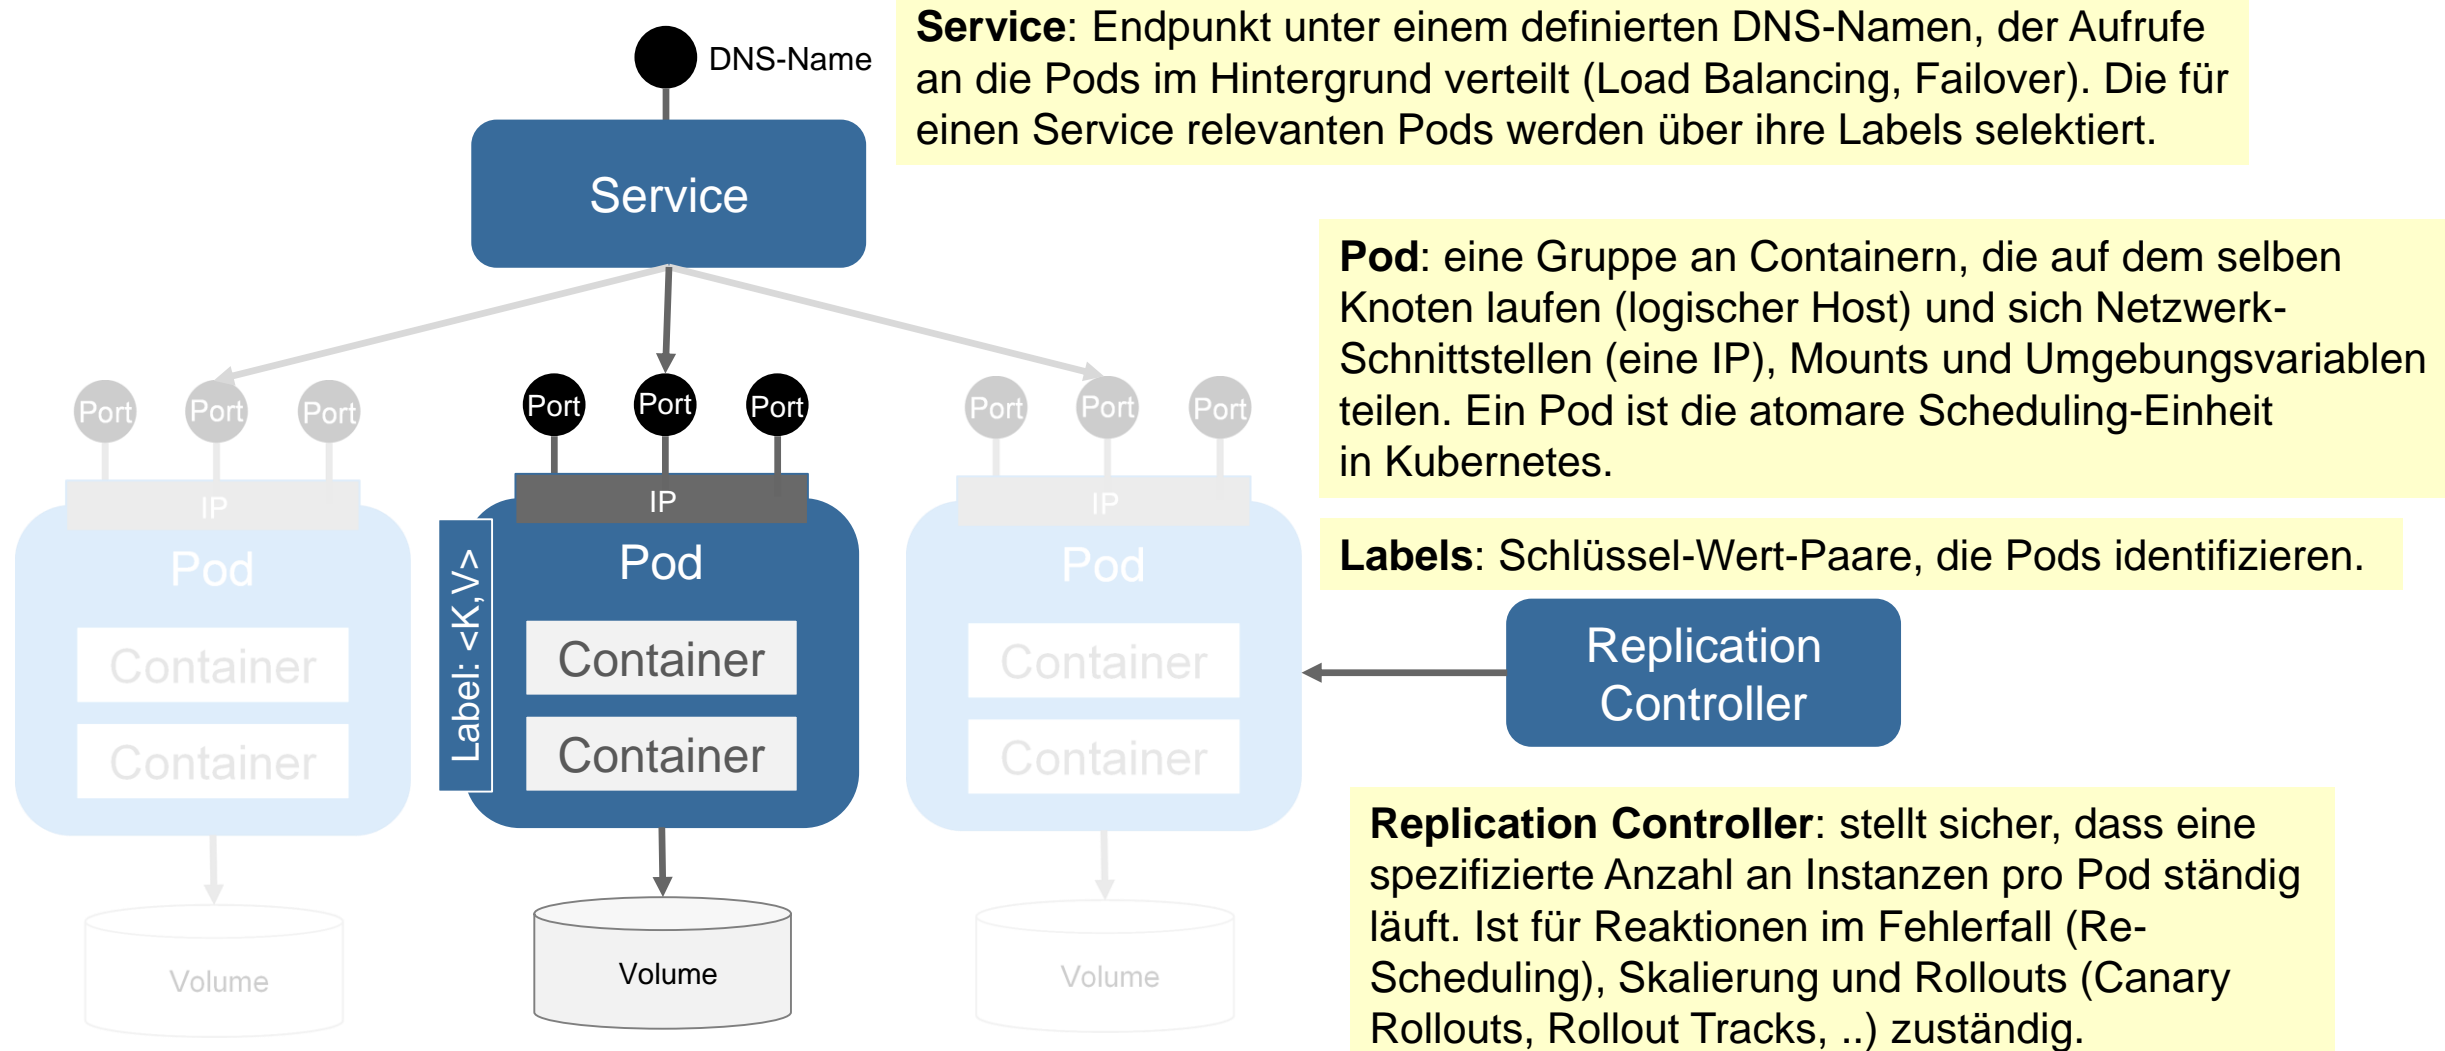 DNS-Name
Service: Endpunkt unter einem definierten DNS-Namen, der Aufrufe
an die Pods im Hintergrund verteilt (Load Balancing, Failover). Die für
einen Service relevanten Pods werden über ihre Labels selektiert.
Service
Pod: eine Gruppe an Containern, die auf dem selben
Knoten laufen (logischer Host) und sich Netzwerk-
Schnittstellen (eine IP), Mounts und Umgebungsvariablen
teilen. Ein Pod ist die atomare Scheduling-Einheit
in Kubernetes.
Port
Port
Port
IP
Pod
Container
Container
Volume
Port
Port
Port
IP
Pod
Label: <K,V>
Container
Container
Volume
Port
Port
Port
IP
Pod
Container
Container
Volume
Labels: Schlüssel-Wert-Paare, die Pods identifizieren.
Replication
Controller
Replication Controller: stellt sicher, dass eine
spezifizierte Anzahl an Instanzen pro Pod ständig
läuft. Ist für Reaktionen im Fehlerfall (Re-
Scheduling), Skalierung und Rollouts (Canary
Rollouts, Rollout Tracks, ..) zuständig.